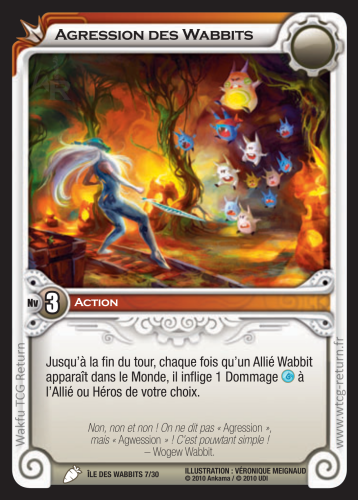 AGRESSION DES WABBITS
Nv 3 ACTION
Jusqu'à la fin du tour, chaque fois qu'un Allié Wabbit
apparaît dans le Monde, il inflige 1 Dommage à
l'Allié ou Héros de votre choix.
Non, non et non ! On ne dit pas « Agression »,
mais « Agwession » ! C'est pouwtant simple !
– Wogew Wabbit.
ÎLE DES WABBITS 7/30
ILLUSTRATION : VÉRONIQUE MEIGNAUD
© 2010 Ankama / © 2010 UDI
Wakfu TCG Return
www.wtcg-return.fr